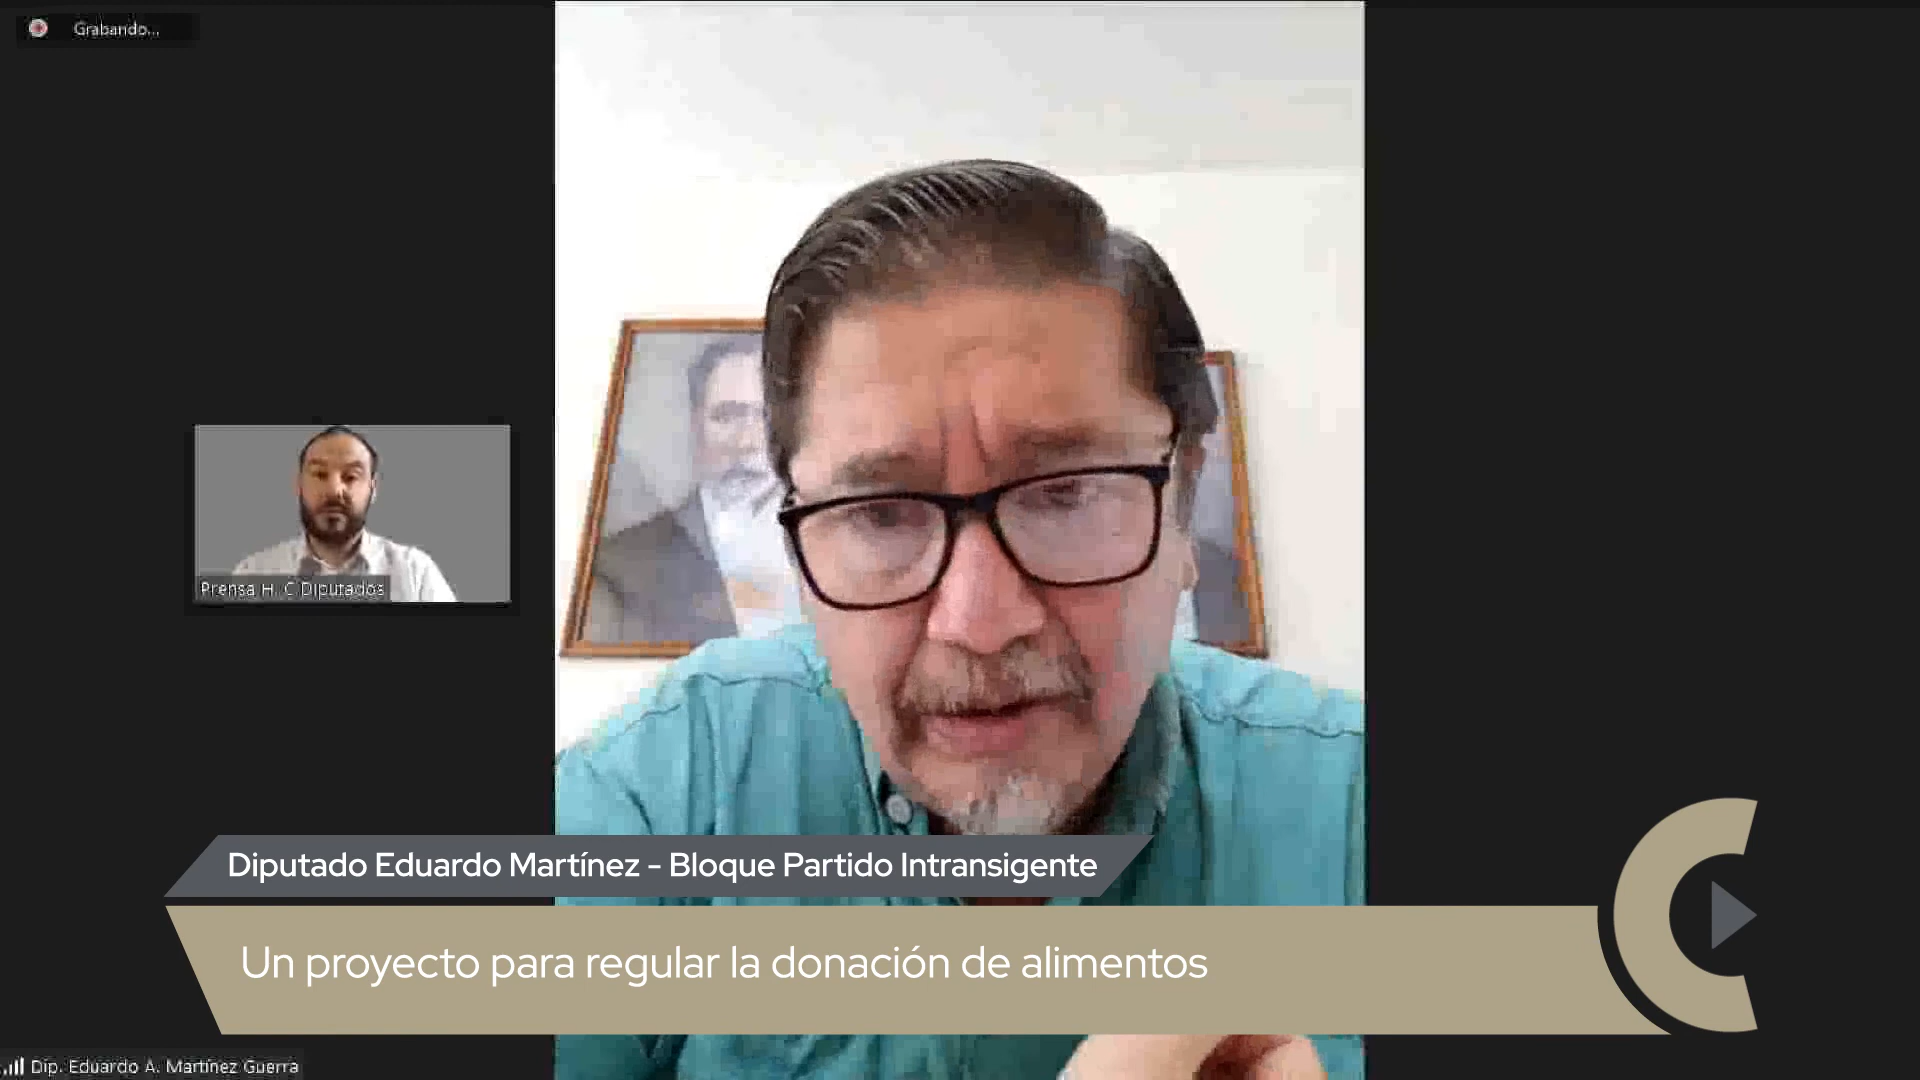 Grabando...
Prensa H. C Diputados
Diputado Eduardo Martínez - Bloque Partido Intransigente
Un proyecto para regular la donación de alimentos
Dip. Eduardo A. Martínez Guerra